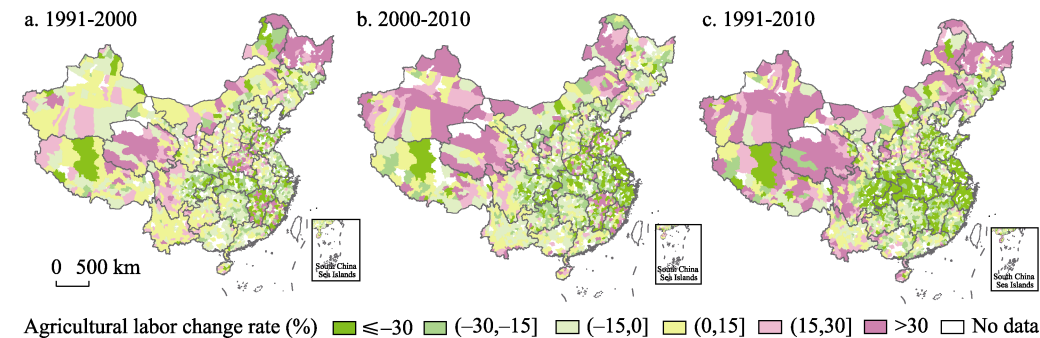 a. 1991-2000
b. 2000-2010
c. 1991-2010
South China
Sea Islands
South China
Sea Islands
South China
Sea Islands
0 500 km
Agricultural labor change rate (%) ⩽–30 (–30,–15] (–15,0] (0,15] (15,30] >30 No data